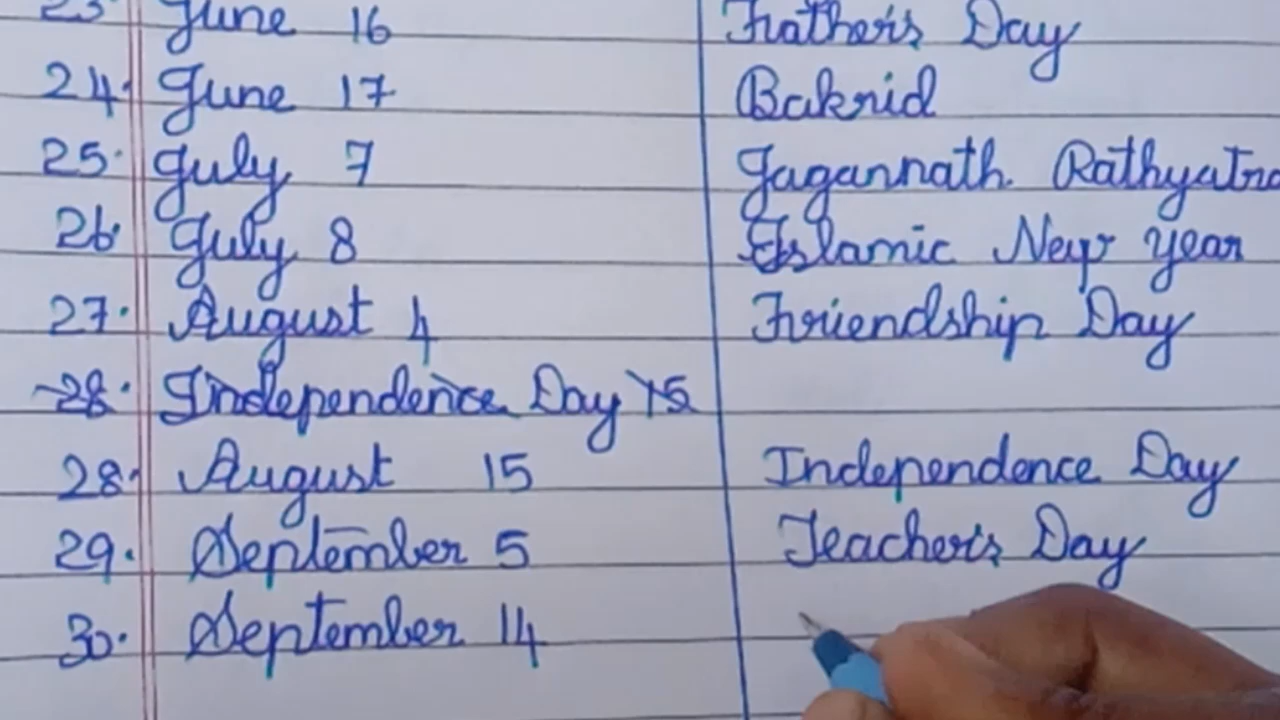 23. June 16 Father's Day
24. June 17 Bakrid
25. July 7 Jagannath Rathyatra
26. July 8 Islamic New year
27. August 4 Friendship Day
28. Independence Day 15
28. August 15 Independence Day
29. September 5 Teacher's Day
30. September 14